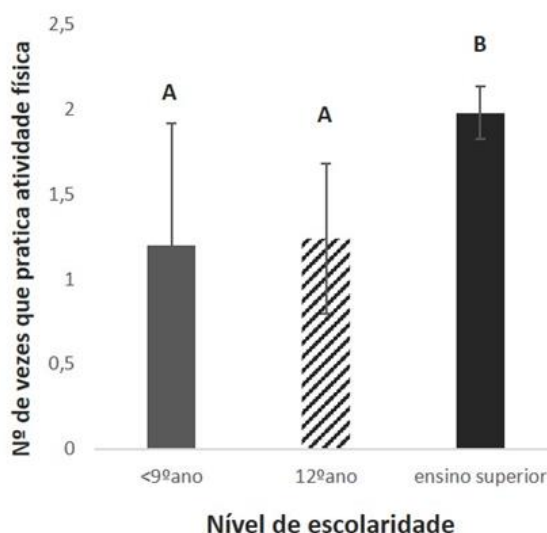 Nº de vezes que pratica atividade física
2,5
2
1,5
1
0,5
0
A
A
B
<9ºano
12ºano
ensino superior
Nível de escolaridade